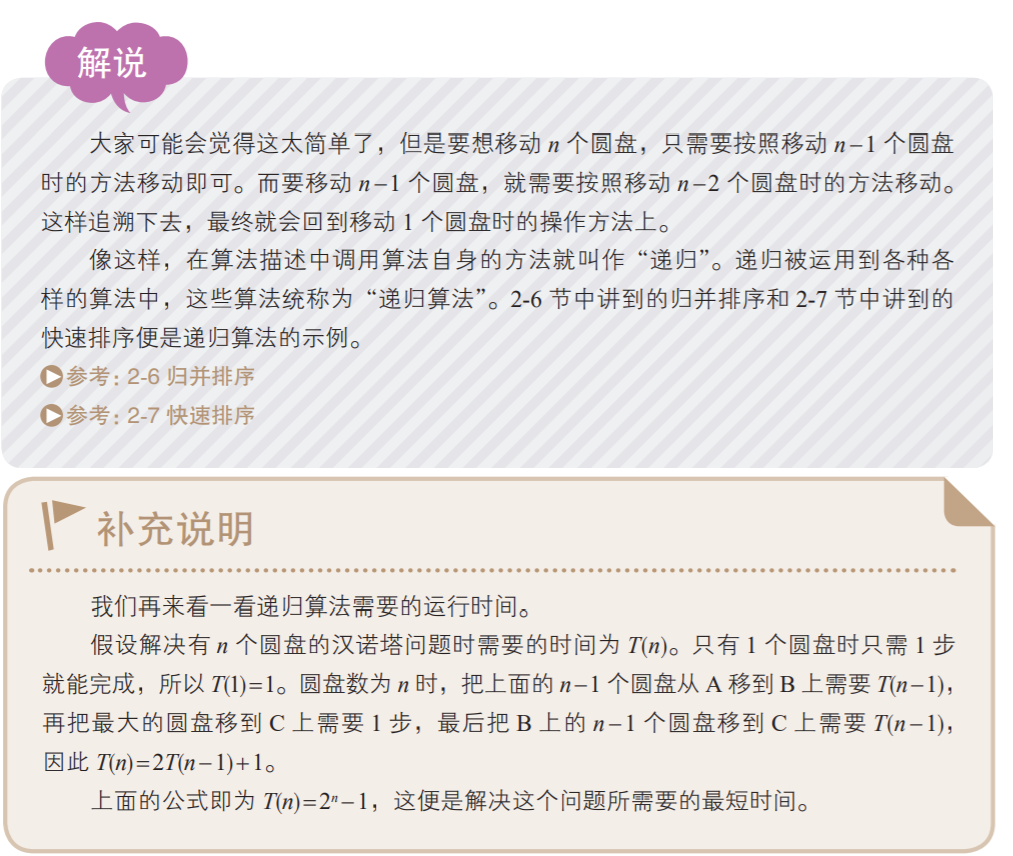 解说
大家可能会觉得这太简单了，但是要想移动 n 个圆盘，只需要按照移动 n－1 个圆盘
时的方法移动即可。而要移动 n－1 个圆盘，就需要按照移动 n－2 个圆盘时的方法移动。
这样追溯下去，最终就会回到移动 1 个圆盘时的操作方法上。
像这样，在算法描述中调用算法自身的方法就叫作“递归”。递归被运用到各种各
样的算法中，这些算法统称为“递归算法”。2-6 节中讲到的归并排序和 2-7 节中讲到的
快速排序便是递归算法的示例。
参考：2-6 归并排序
参考：2-7 快速排序
补充说明
我们再来看一看递归算法需要的运行时间。
假设解决有 n 个圆盘的汉诺塔问题时需要的时间为 T(n)。只有 1 个圆盘时只需 1 步
就能完成，所以 T(1)=1。圆盘数为 n 时，把上面的 n－1 个圆盘从 A 移到 B 上需要 T(n－1)，
再把最大的圆盘移到 C 上需要 1 步，最后把 B 上的 n－1 个圆盘移到 C 上需要 T(n－1)，
因此 T(n)=2T(n－1)+1。
上面的公式即为 T(n)=2ⁿ－1，这便是解决这个问题所需要的最短时间。